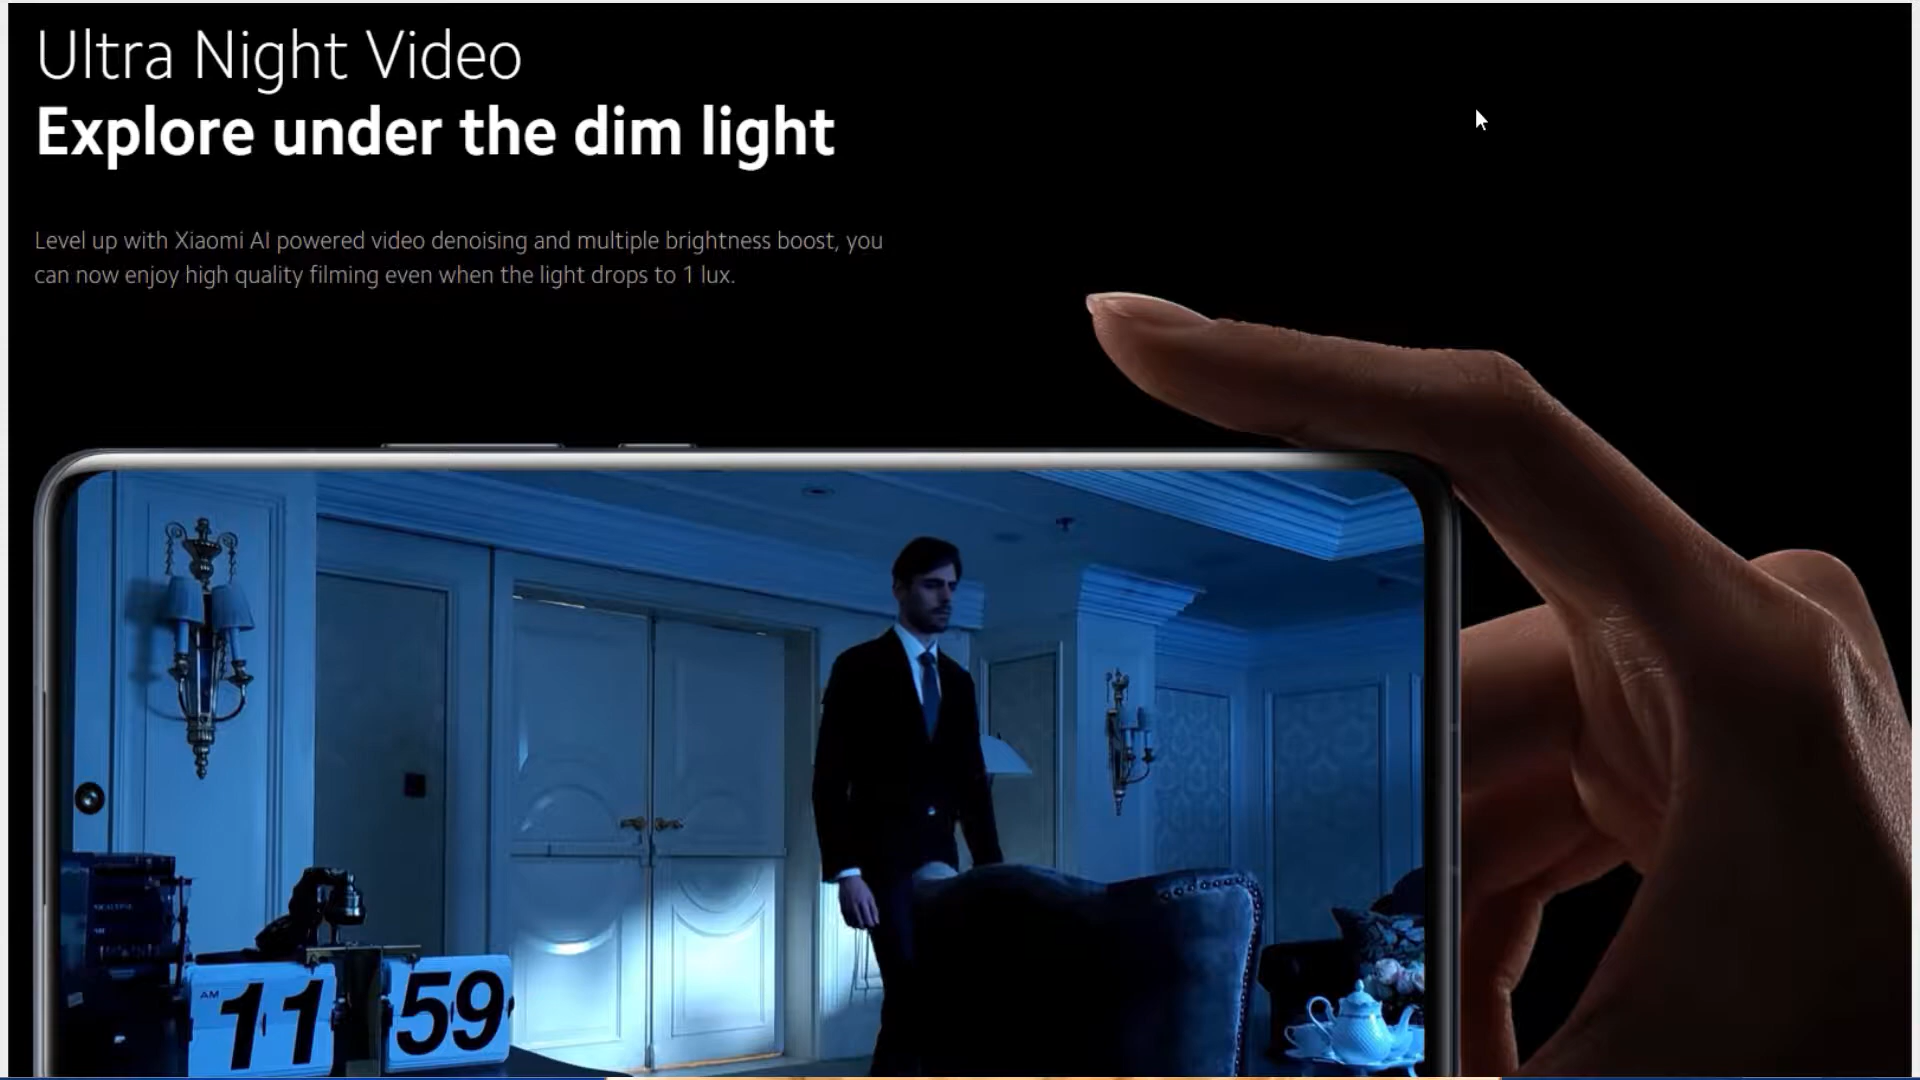 Ultra Night Video
Explore under the dim light
Level up with Xiaomi AI powered video denoising and multiple brightness boost, you
can now enjoy high quality filming even when the light drops to 1 lux.
AM 11 59